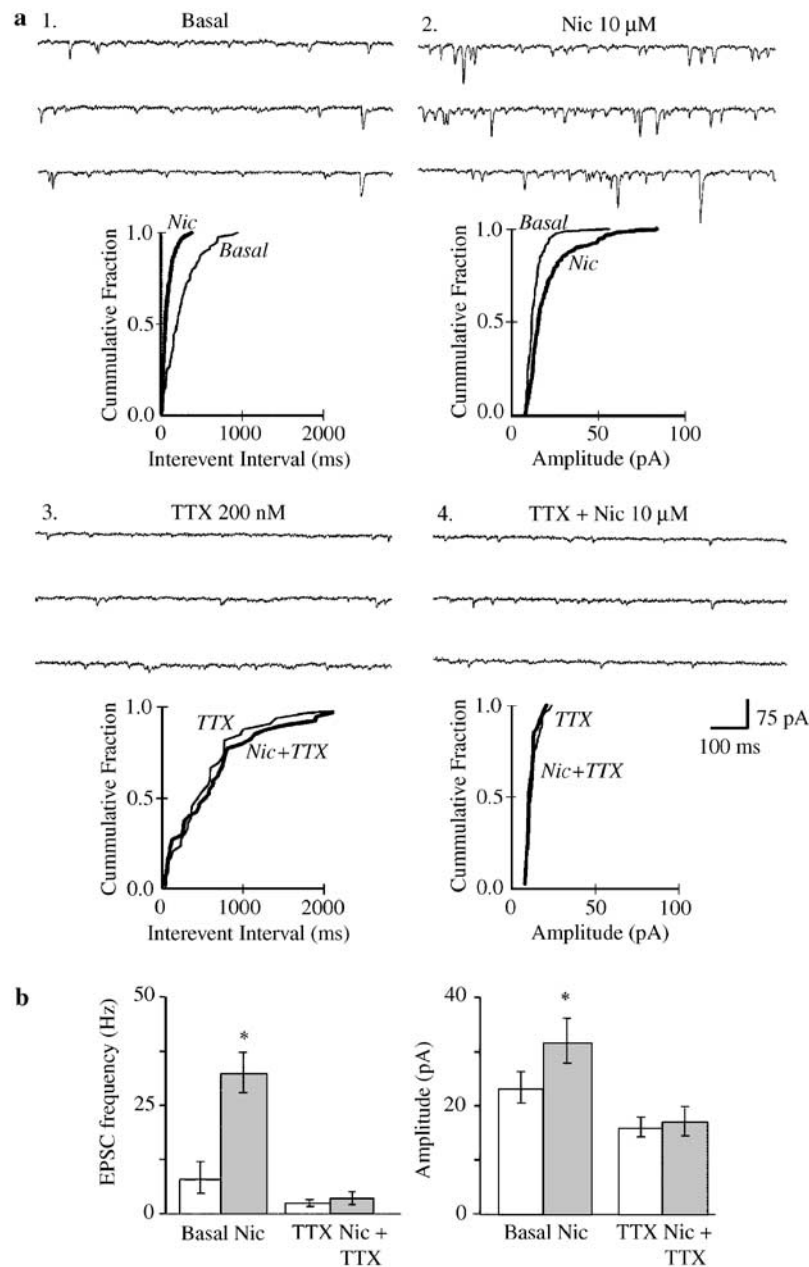 a
1. Basal
2. Nic 10 µM
Nic
Basal
Cummulative Fraction
1.0
0.5
0.0
0 1000 2000
Interevent Interval (ms)
Basal
Nic
Cummulative Fraction
1.0
0.5
0.0
0 50 100
Amplitude (pA)
3. TTX 200 nM
4. TTX + Nic 10 µM
TTX
Nic+TTX
Cummulative Fraction
1.0
0.5
0.0
0 1000 2000
Interevent Interval (ms)
TTX
Nic+TTX
Cummulative Fraction
1.0
0.5
0.0
0 50 100
Amplitude (pA)
75 pA
100 ms
b
EPSC frequency (Hz)
50
25
0
*
Basal Nic TTX Nic +
TTX
Amplitude (pA)
40
20
0
*
Basal Nic TTX Nic +
TTX